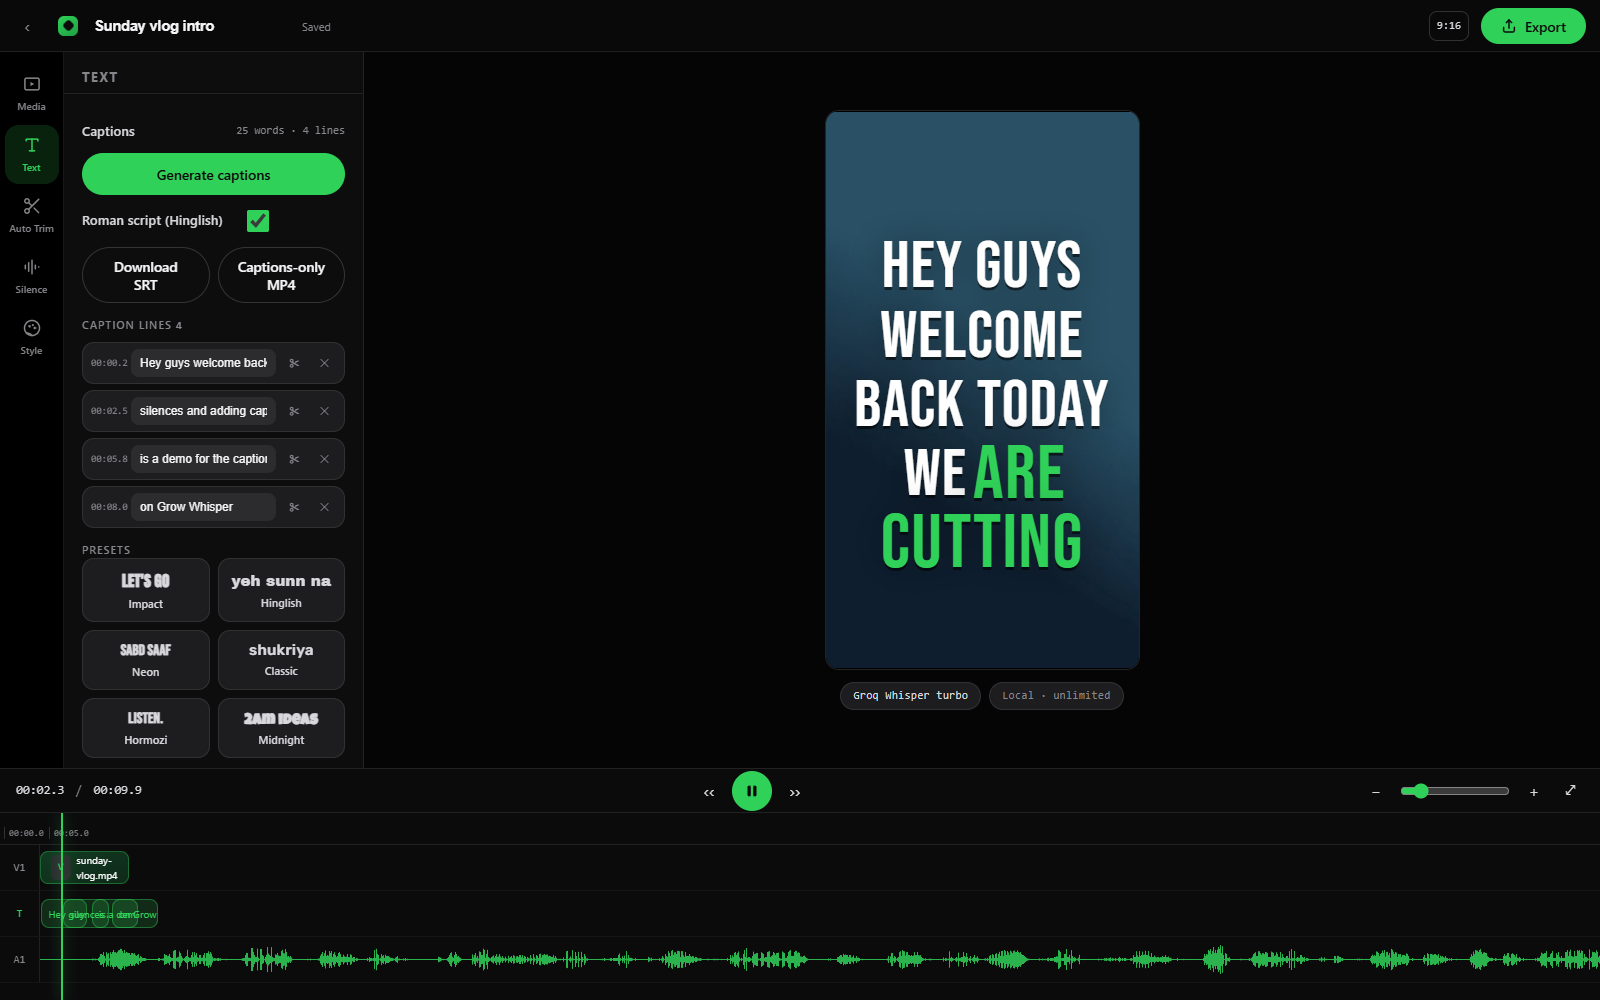 Sunday vlog intro
Saved
9:16
Export
Media
Text
Auto Trim
Silence
Style
TEXT
Captions
25 words · 4 lines
Generate captions
Roman script (Hinglish)
Download
SRT
Captions-only
MP4
CAPTION LINES 4
00:00.2 Hey guys welcome back
00:02.5 silences and adding cap
00:05.8 is a demo for the caption
00:08.0 on Grow Whisper
PRESETS
LET'S GO
Impact
yeh sunn na
Hinglish
SABD SAAF
Neon
shukriya
Classic
LISTEN.
Hormozi
2AM IDEAS
Midnight
HEY GUYS
WELCOME
BACK TODAY
WE ARE
CUTTING
Groq Whisper turbo
Local · unlimited
00:02.3 / 00:09.9
00:00.0
00:05.0
V1
sunday-
vlog.mp4
T
Hey
Grow
A1